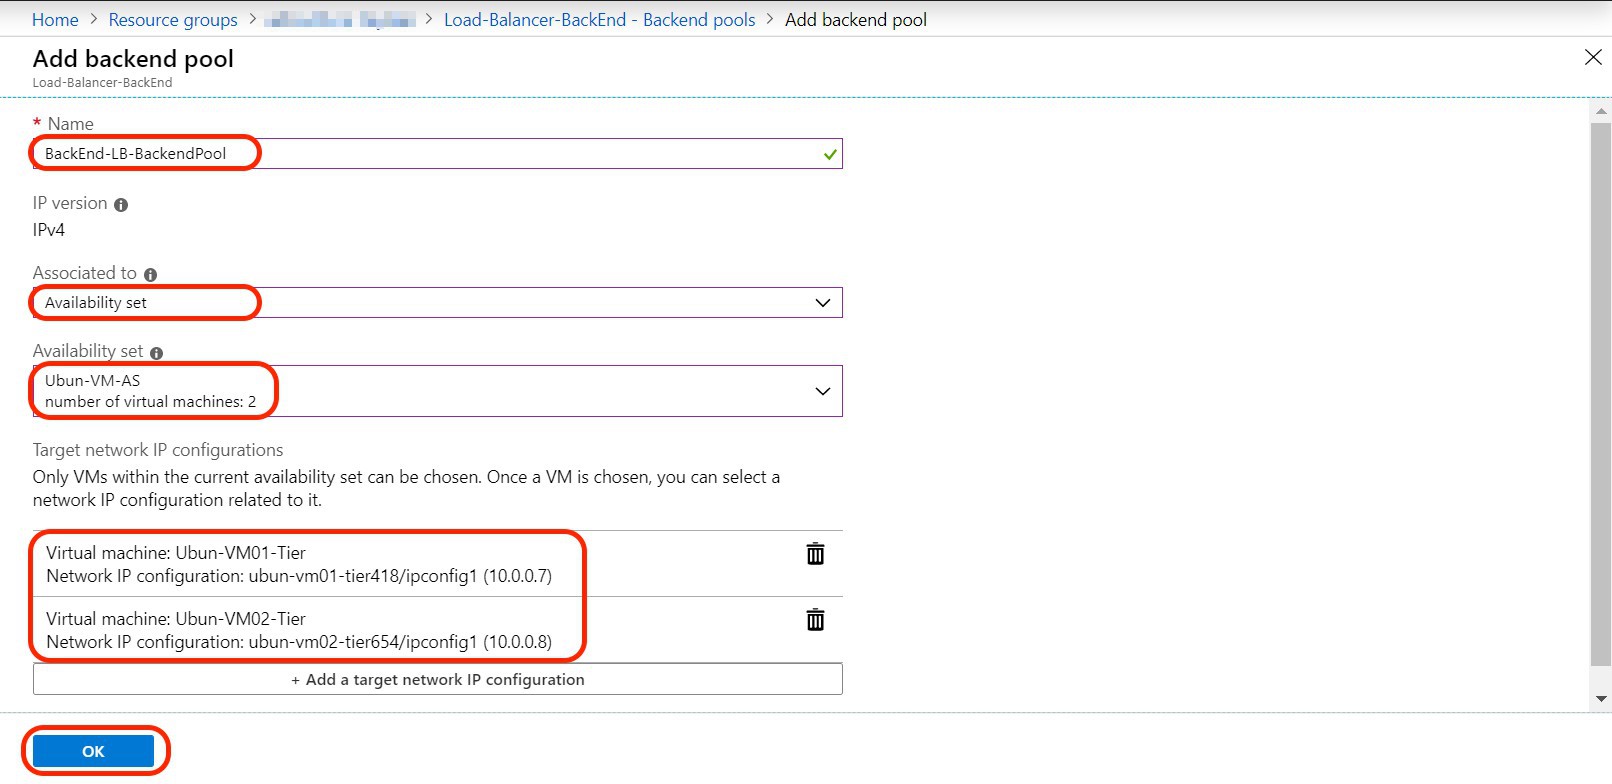 Home > Resource groups > > Load-Balancer-BackEnd - Backend pools > Add backend pool
Add backend pool
Load-Balancer-BackEnd
* Name
BackEnd-LB-BackendPool
IP version
IPv4
Associated to
Availability set
Availability set
Ubun-VM-AS
number of virtual machines: 2
Target network IP configurations
Only VMs within the current availability set can be chosen. Once a VM is chosen, you can select a
network IP configuration related to it.
Virtual machine: Ubun-VM01-Tier
Network IP configuration: ubun-vm01-tier418/ipconfig1 (10.0.0.7)
Virtual machine: Ubun-VM02-Tier
Network IP configuration: ubun-vm02-tier654/ipconfig1 (10.0.0.8)
+ Add a target network IP configuration
OK